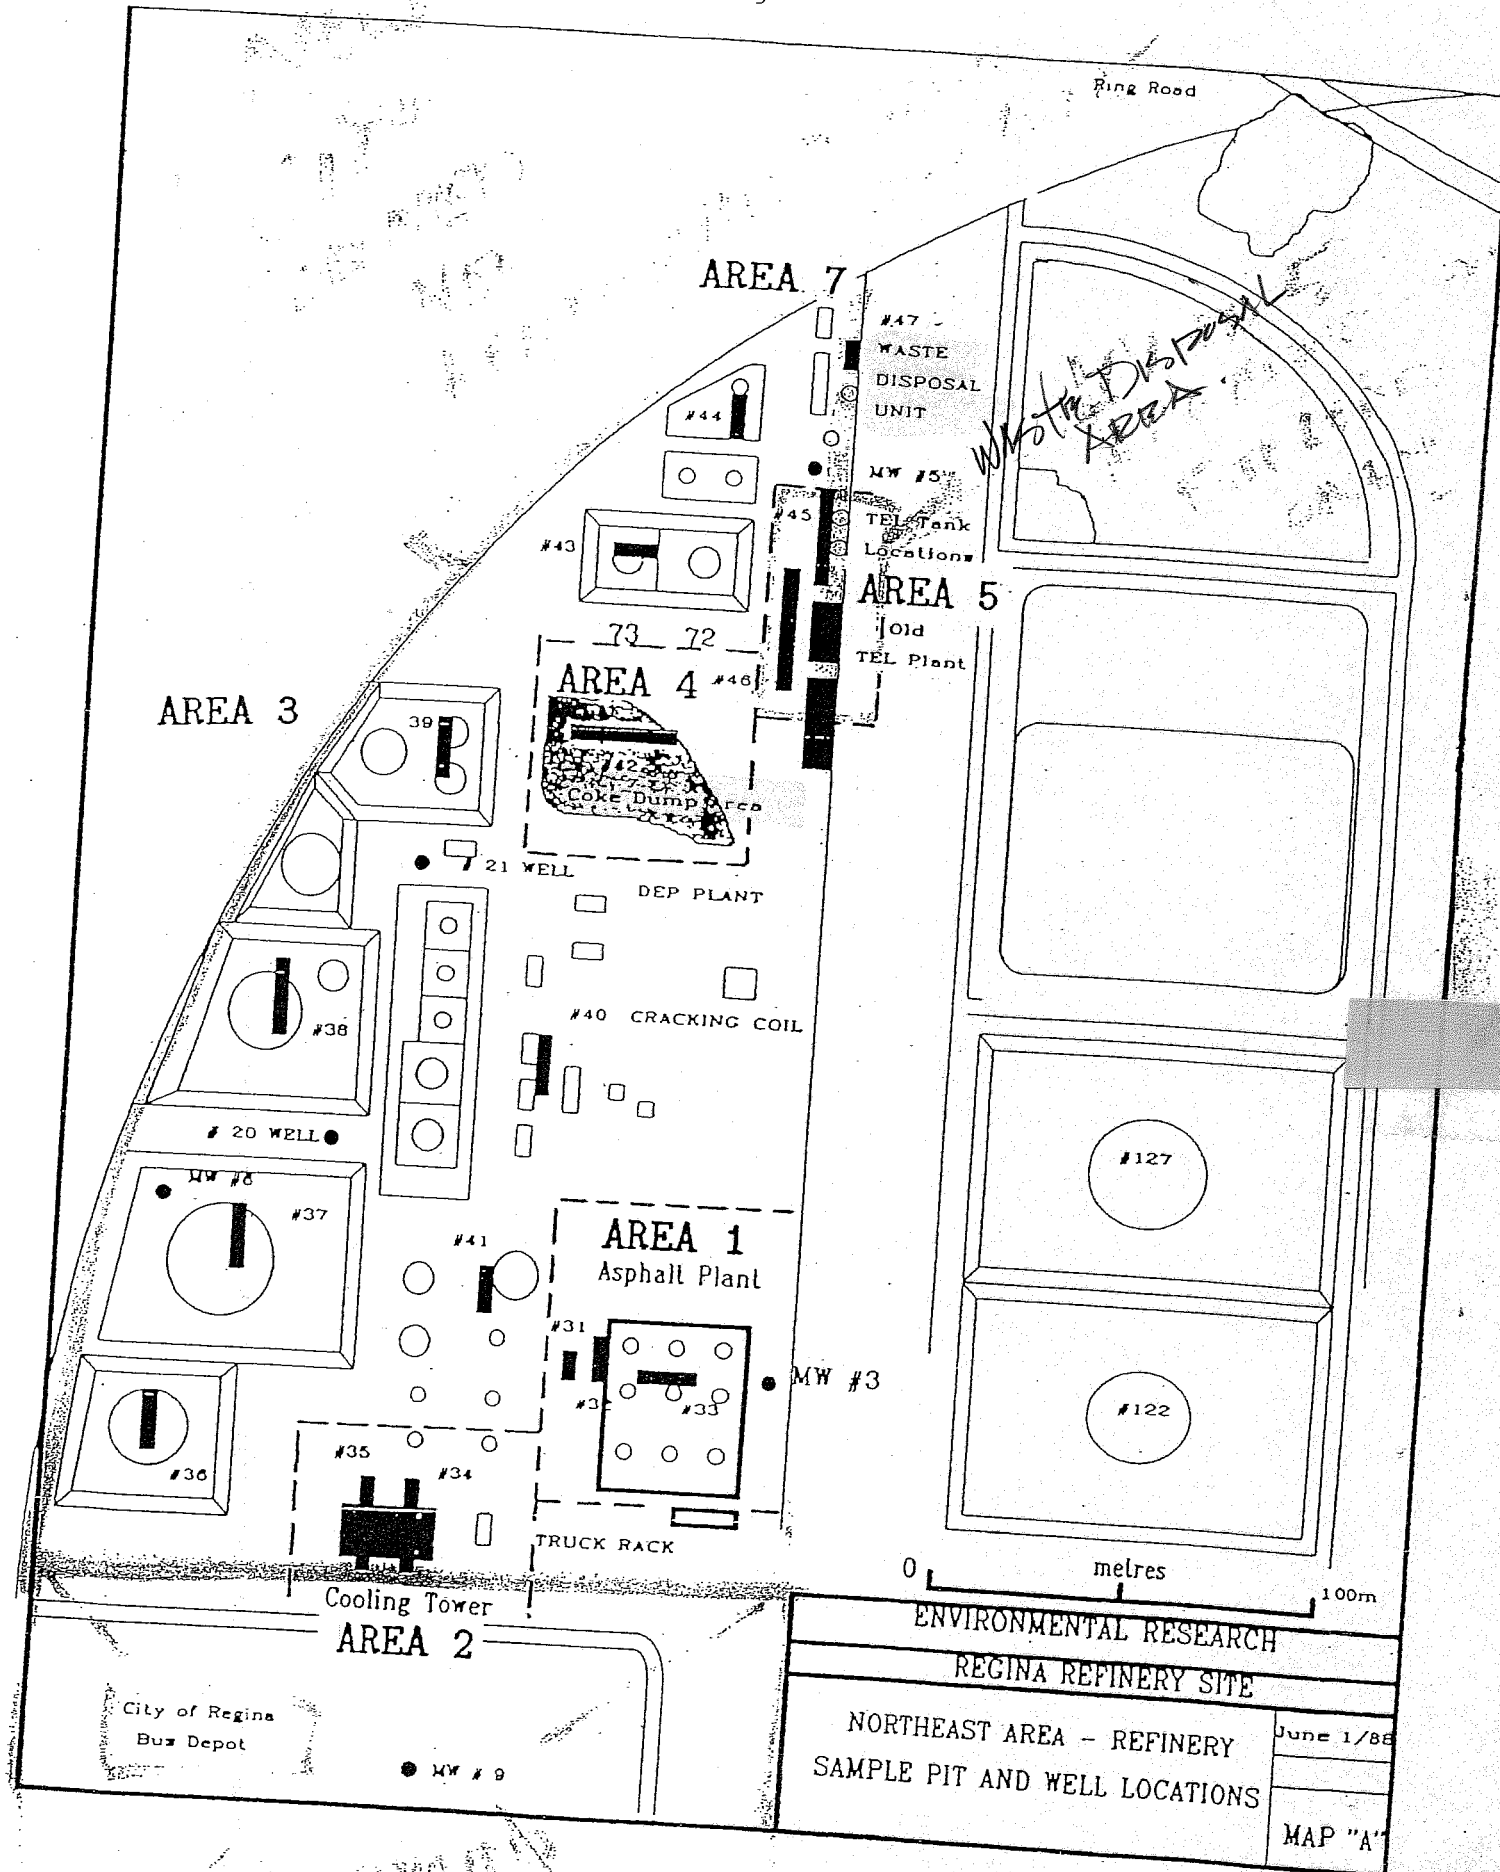 Ring Road
AREA 7
#47
WASTE
DISPOSAL
UNIT
WASTE DISPOSAL
AREA.
#44
MW #5
#45
TEL Tank
Locations
#43
AREA 5
Old
TEL Plant
73 72
AREA 4
#46
AREA 3
39
#42
Coke Dump Area
# 21 WELL
DEP PLANT
#38
#40 CRACKING COIL
# 20 WELL
#127
MW #8
#37
#41
AREA 1
Asphalt Plant
#31
MW #3
#32
#33
#122
#35
#34
#36
TRUCK RACK
0 metres 100m
Cooling Tower
AREA 2
ENVIRONMENTAL RESEARCH
REGINA REFINERY SITE
City of Regina
Bus Depot
NORTHEAST AREA - REFINERY
SAMPLE PIT AND WELL LOCATIONS
June 1/88
MW # 9
MAP "A"